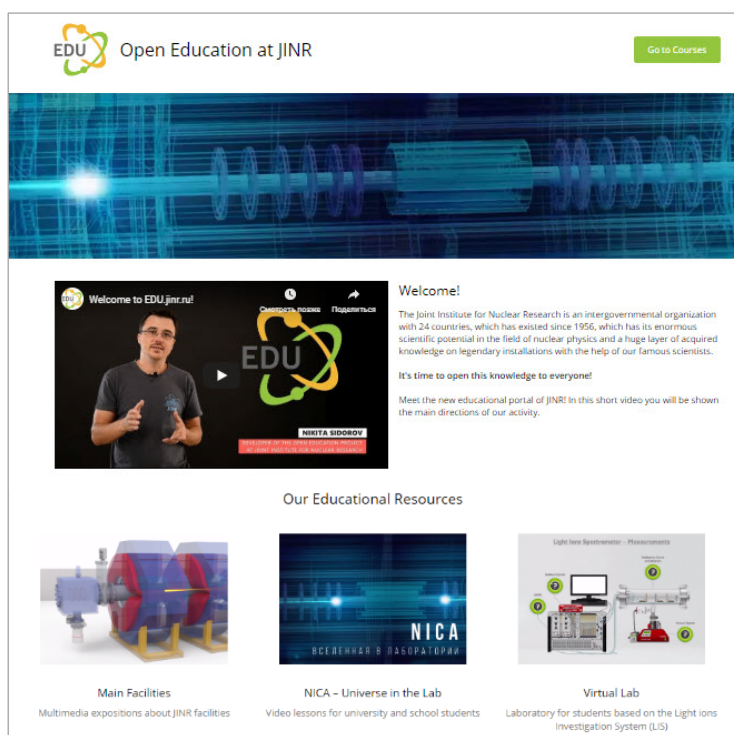 EDU
Open Education at JINR
Go to Courses
Welcome to EDU.jinr.ru!
Смотреть позже
Поделиться
EDU
NIKITA SIDOROV
DEVELOPER OF THE OPEN EDUCATION PROJECT
AT JOINT INSTITUTE FOR NUCLEAR RESEARCH
Welcome!
The Joint Institute for Nuclear Research is an intergovernmental organization
with 24 countries, which has existed since 1956, which has its enormous
scientific potential in the field of nuclear physics and a huge layer of acquired
knowledge on legendary installations with the help of our famous scientists.
It's time to open this knowledge to everyone!
Meet the new educational portal of JINR! In this short video you will be shown
the main directions of our activity.
Our Educational Resources
NICA
ВСЕЛЕННАЯ В ЛАБОРАТОРИИ
Light Ions Spectrometer – Measurements
Main Facilities
Multimedia expositions about JINR facilities
NICA – Universe in the Lab
Video lessons for university and school students
Virtual Lab
Laboratory for students based on the Light ions
Investigation System (LIS)